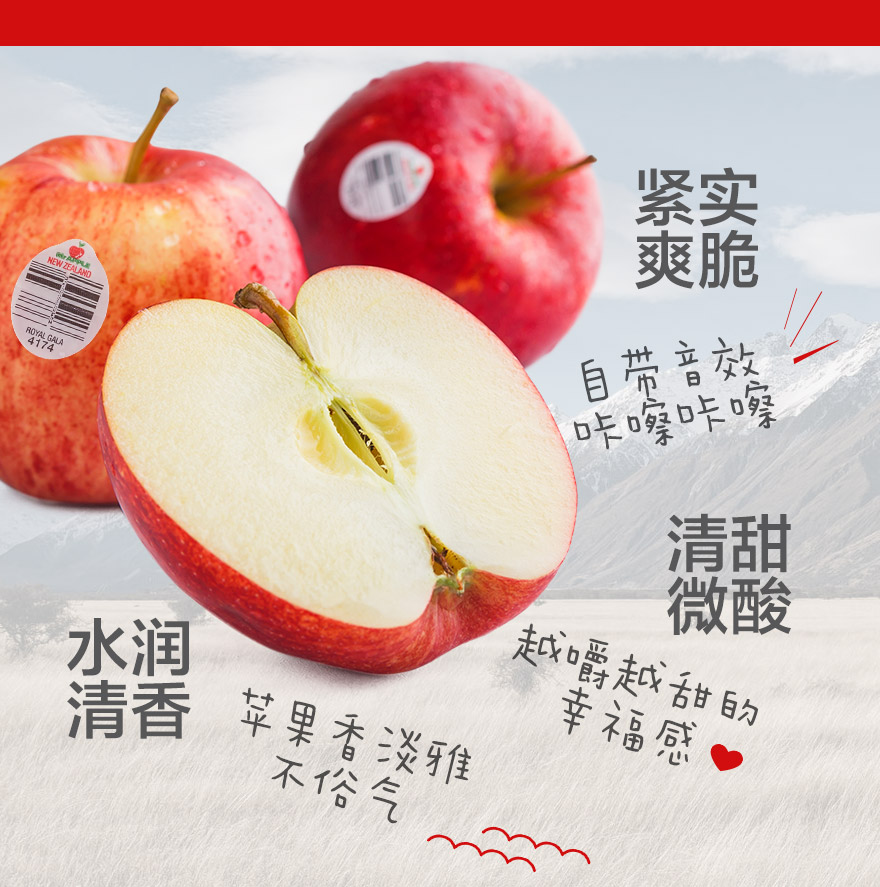 紧实
爽脆
自带音效
咔嚓咔嚓
NEW ZEALAND
ROYAL GALA
4174
清甜
微酸
越嚼越甜的
幸福感
水润
清香
苹果香淡雅
不俗气